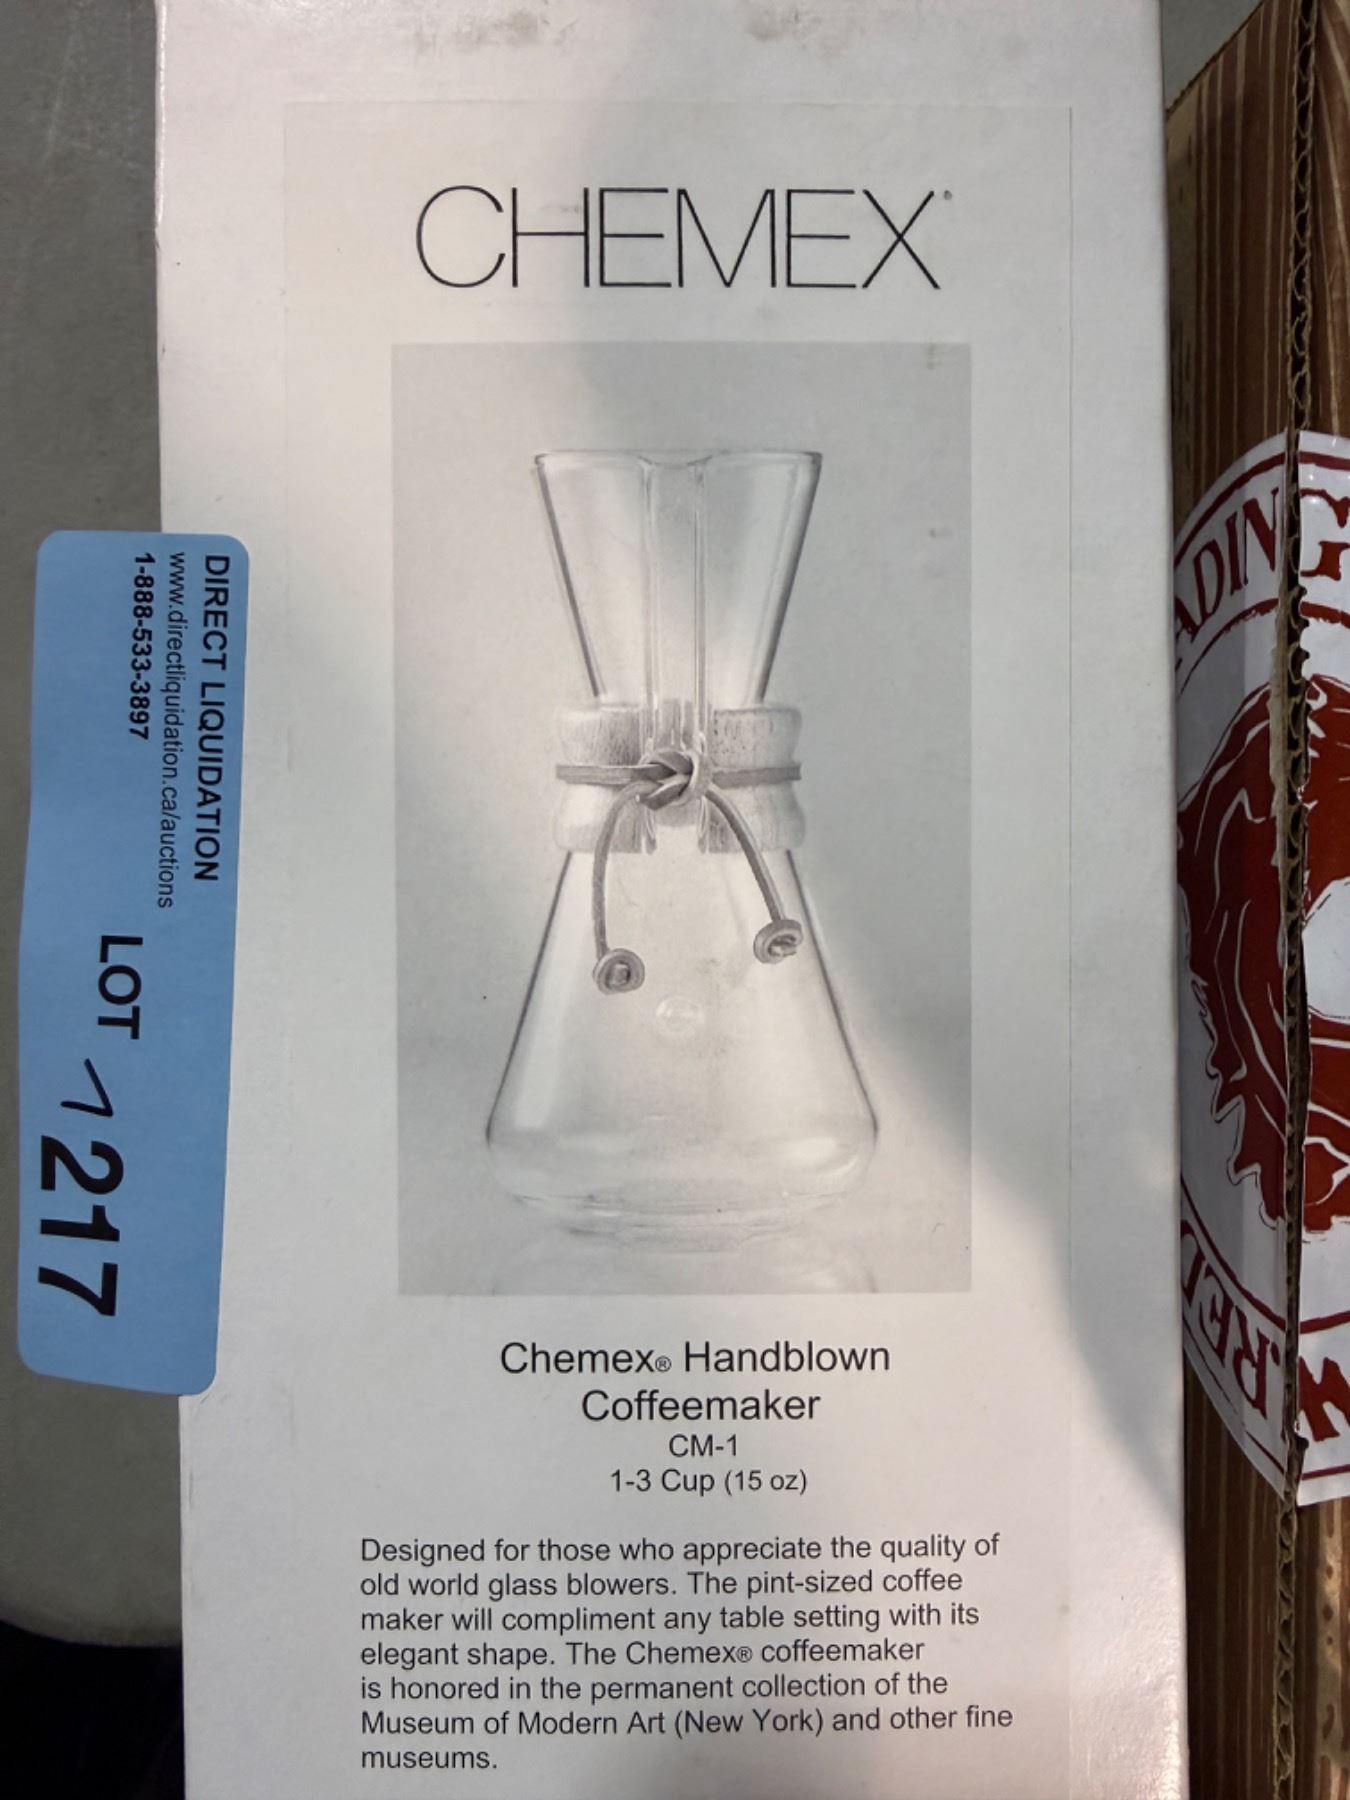 CHEMEX®
DIRECT LIQUIDATION
www.directliquidation.ca/auctions
1-888-533-3897
LOT 1217
Chemex® Handblown
Coffeemaker
CM-1
1-3 Cup (15 oz)
Designed for those who appreciate the quality of
old world glass blowers. The pint-sized coffee
maker will compliment any table setting with its
elegant shape. The Chemex® coffeemaker
is honored in the permanent collection of the
Museum of Modern Art (New York) and other fine
museums.